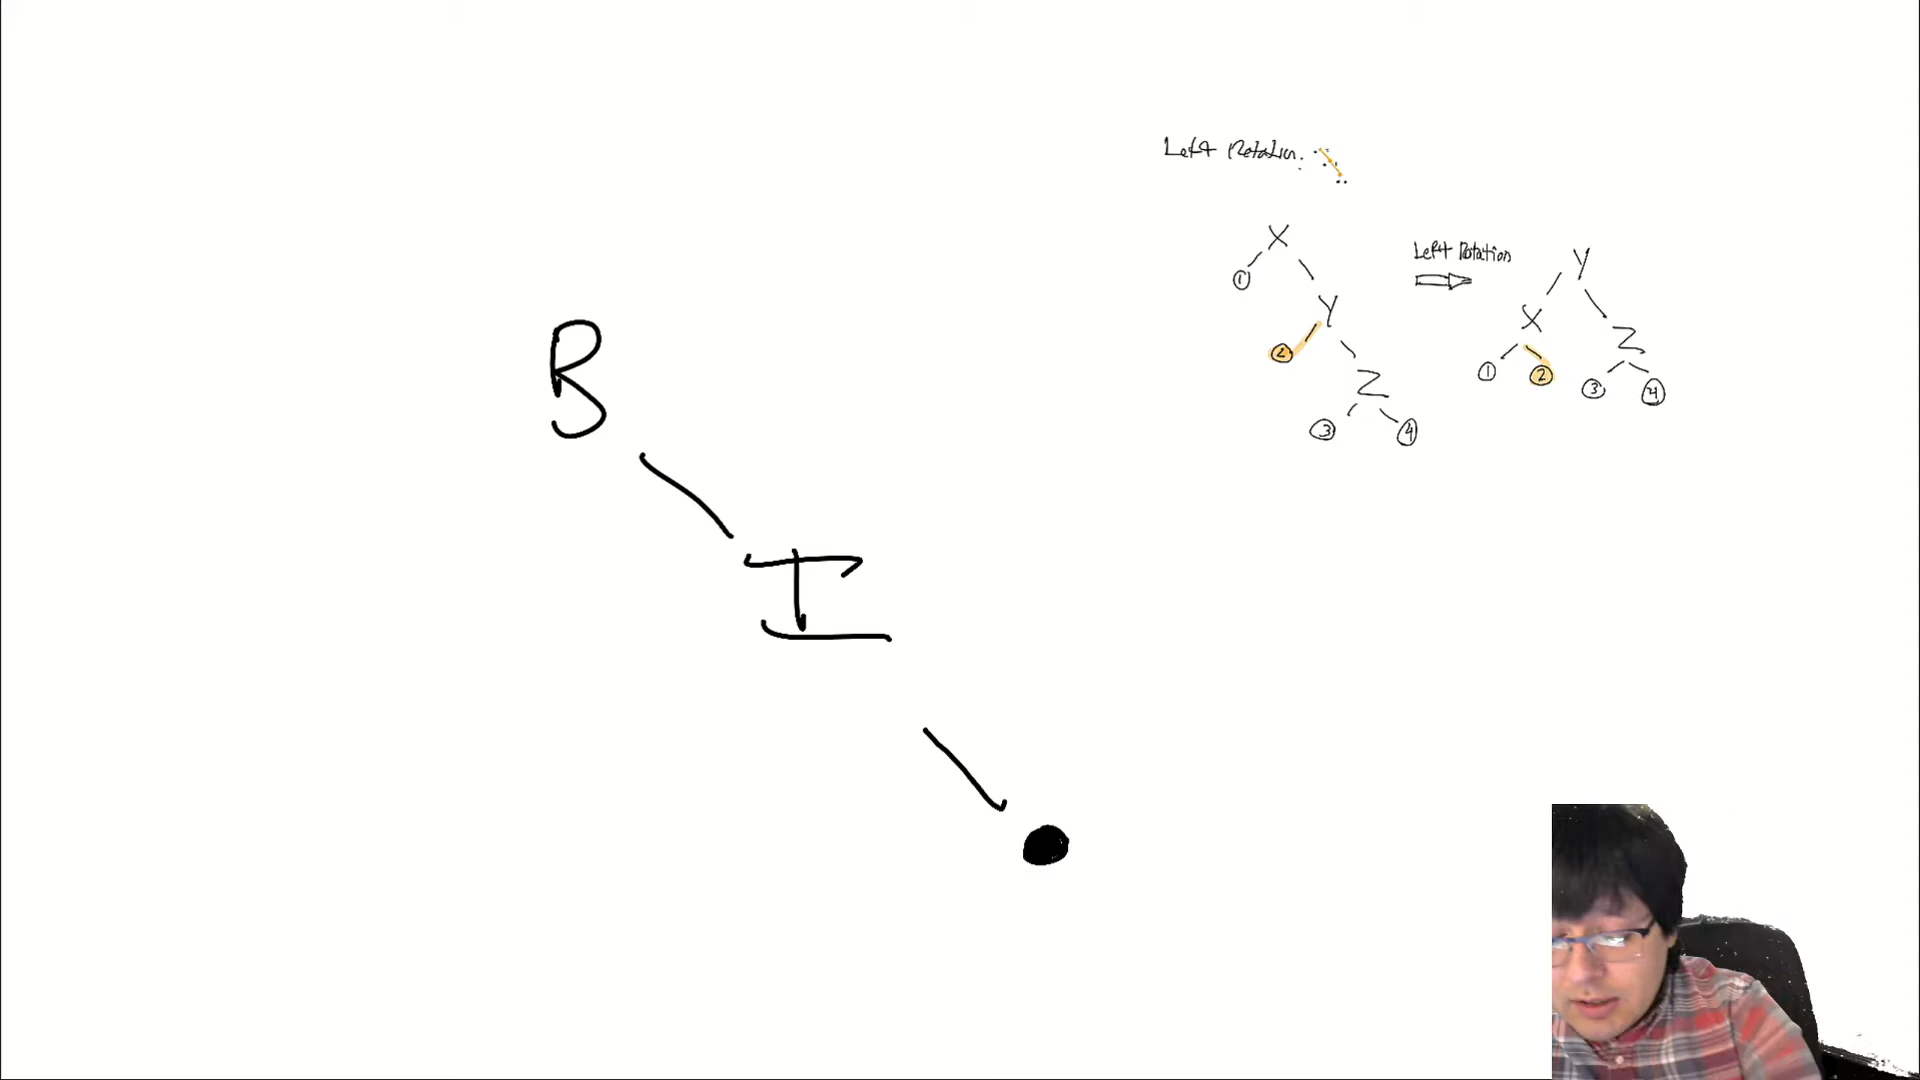 Left Rotation:
X
①
Left Rotation
Y
Y
②
X
Z
Z
①
②
③
④
③
④
B
I